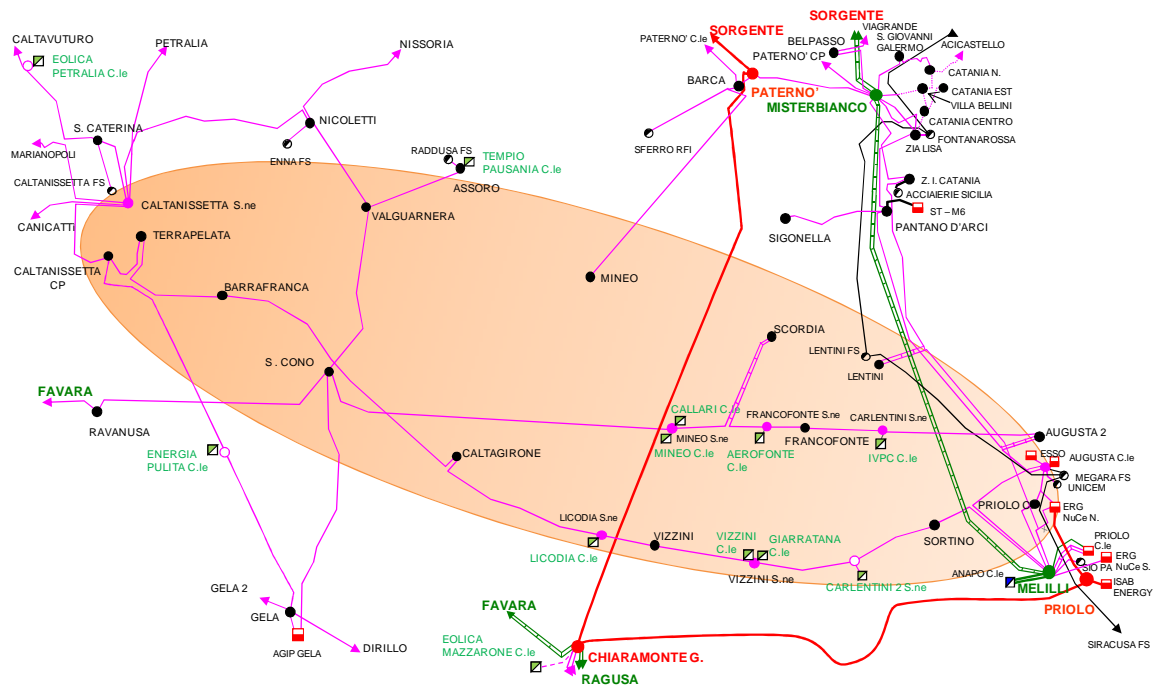 SORGENTE
CALTAVUTURO
EOLICA
PETRALIA C.le
PETRALIA
NISSORIA
SORGENTE
PATERNO' C.le
BELPASSO
PATERNO' CP
VIAGRANDE
S. GIOVANNI
GALERMO
ACICASTELLO
CATANIA N.
BARCA
PATERNO'
MISTERBIANCO
CATANIA EST
VILLA BELLINI
CATANIA CENTRO
FONTANAROSSA
ZIA LISA
S. CATERINA
NICOLETTI
MARIANOPOLI
ENNA FS
RADDUSA FS
TEMPIO
PAUSANIA C.le
ASSORO
SFERRO RFI
CALTANISSETTA FS
CALTANISSETTA S.ne
VALGUARNERA
Z. I. CATANIA
ACCIAIERIE SICILIA
ST – M6
PANTANO D'ARCI
SIGONELLA
CANICATTI
TERRAPELATA
CALTANISSETTA
CP
BARRAFRANCA
MINEO
SCORDIA
LENTINI FS
LENTINI
S. CONO
FAVARA
RAVANUSA
CALLARI C.le
MINEO S.ne
MINEO C.le
FRANCOFONTE S.ne
CARLENTINI S.ne
FRANCOFONTE
AEROFONTE
C.le
IVPC C.le
AUGUSTA 2
ESSO
AUGUSTA C.le
MEGARA FS
UNICEM
ENERGIA
PULITA C.le
CALTAGIRONE
PRIOLO C
ERG
NuCe N.
LICODIA S.ne
LICODIA C.le
VIZZINI
VIZZINI
C.le
GIARRATANA
C.le
VIZZINI S.ne
SORTINO
CARLENTINI 2 S.ne
PRIOLO
C.le
ERG
NuCe S.
SIO PA
ANAPO C.le
MELILLI
ISAB
ENERGY
PRIOLO
GELA 2
GELA
AGIP GELA
DIRILLO
FAVARA
EOLICA
MAZZARONE C.le
CHIARAMONTE G.
RAGUSA
SIRACUSA FS